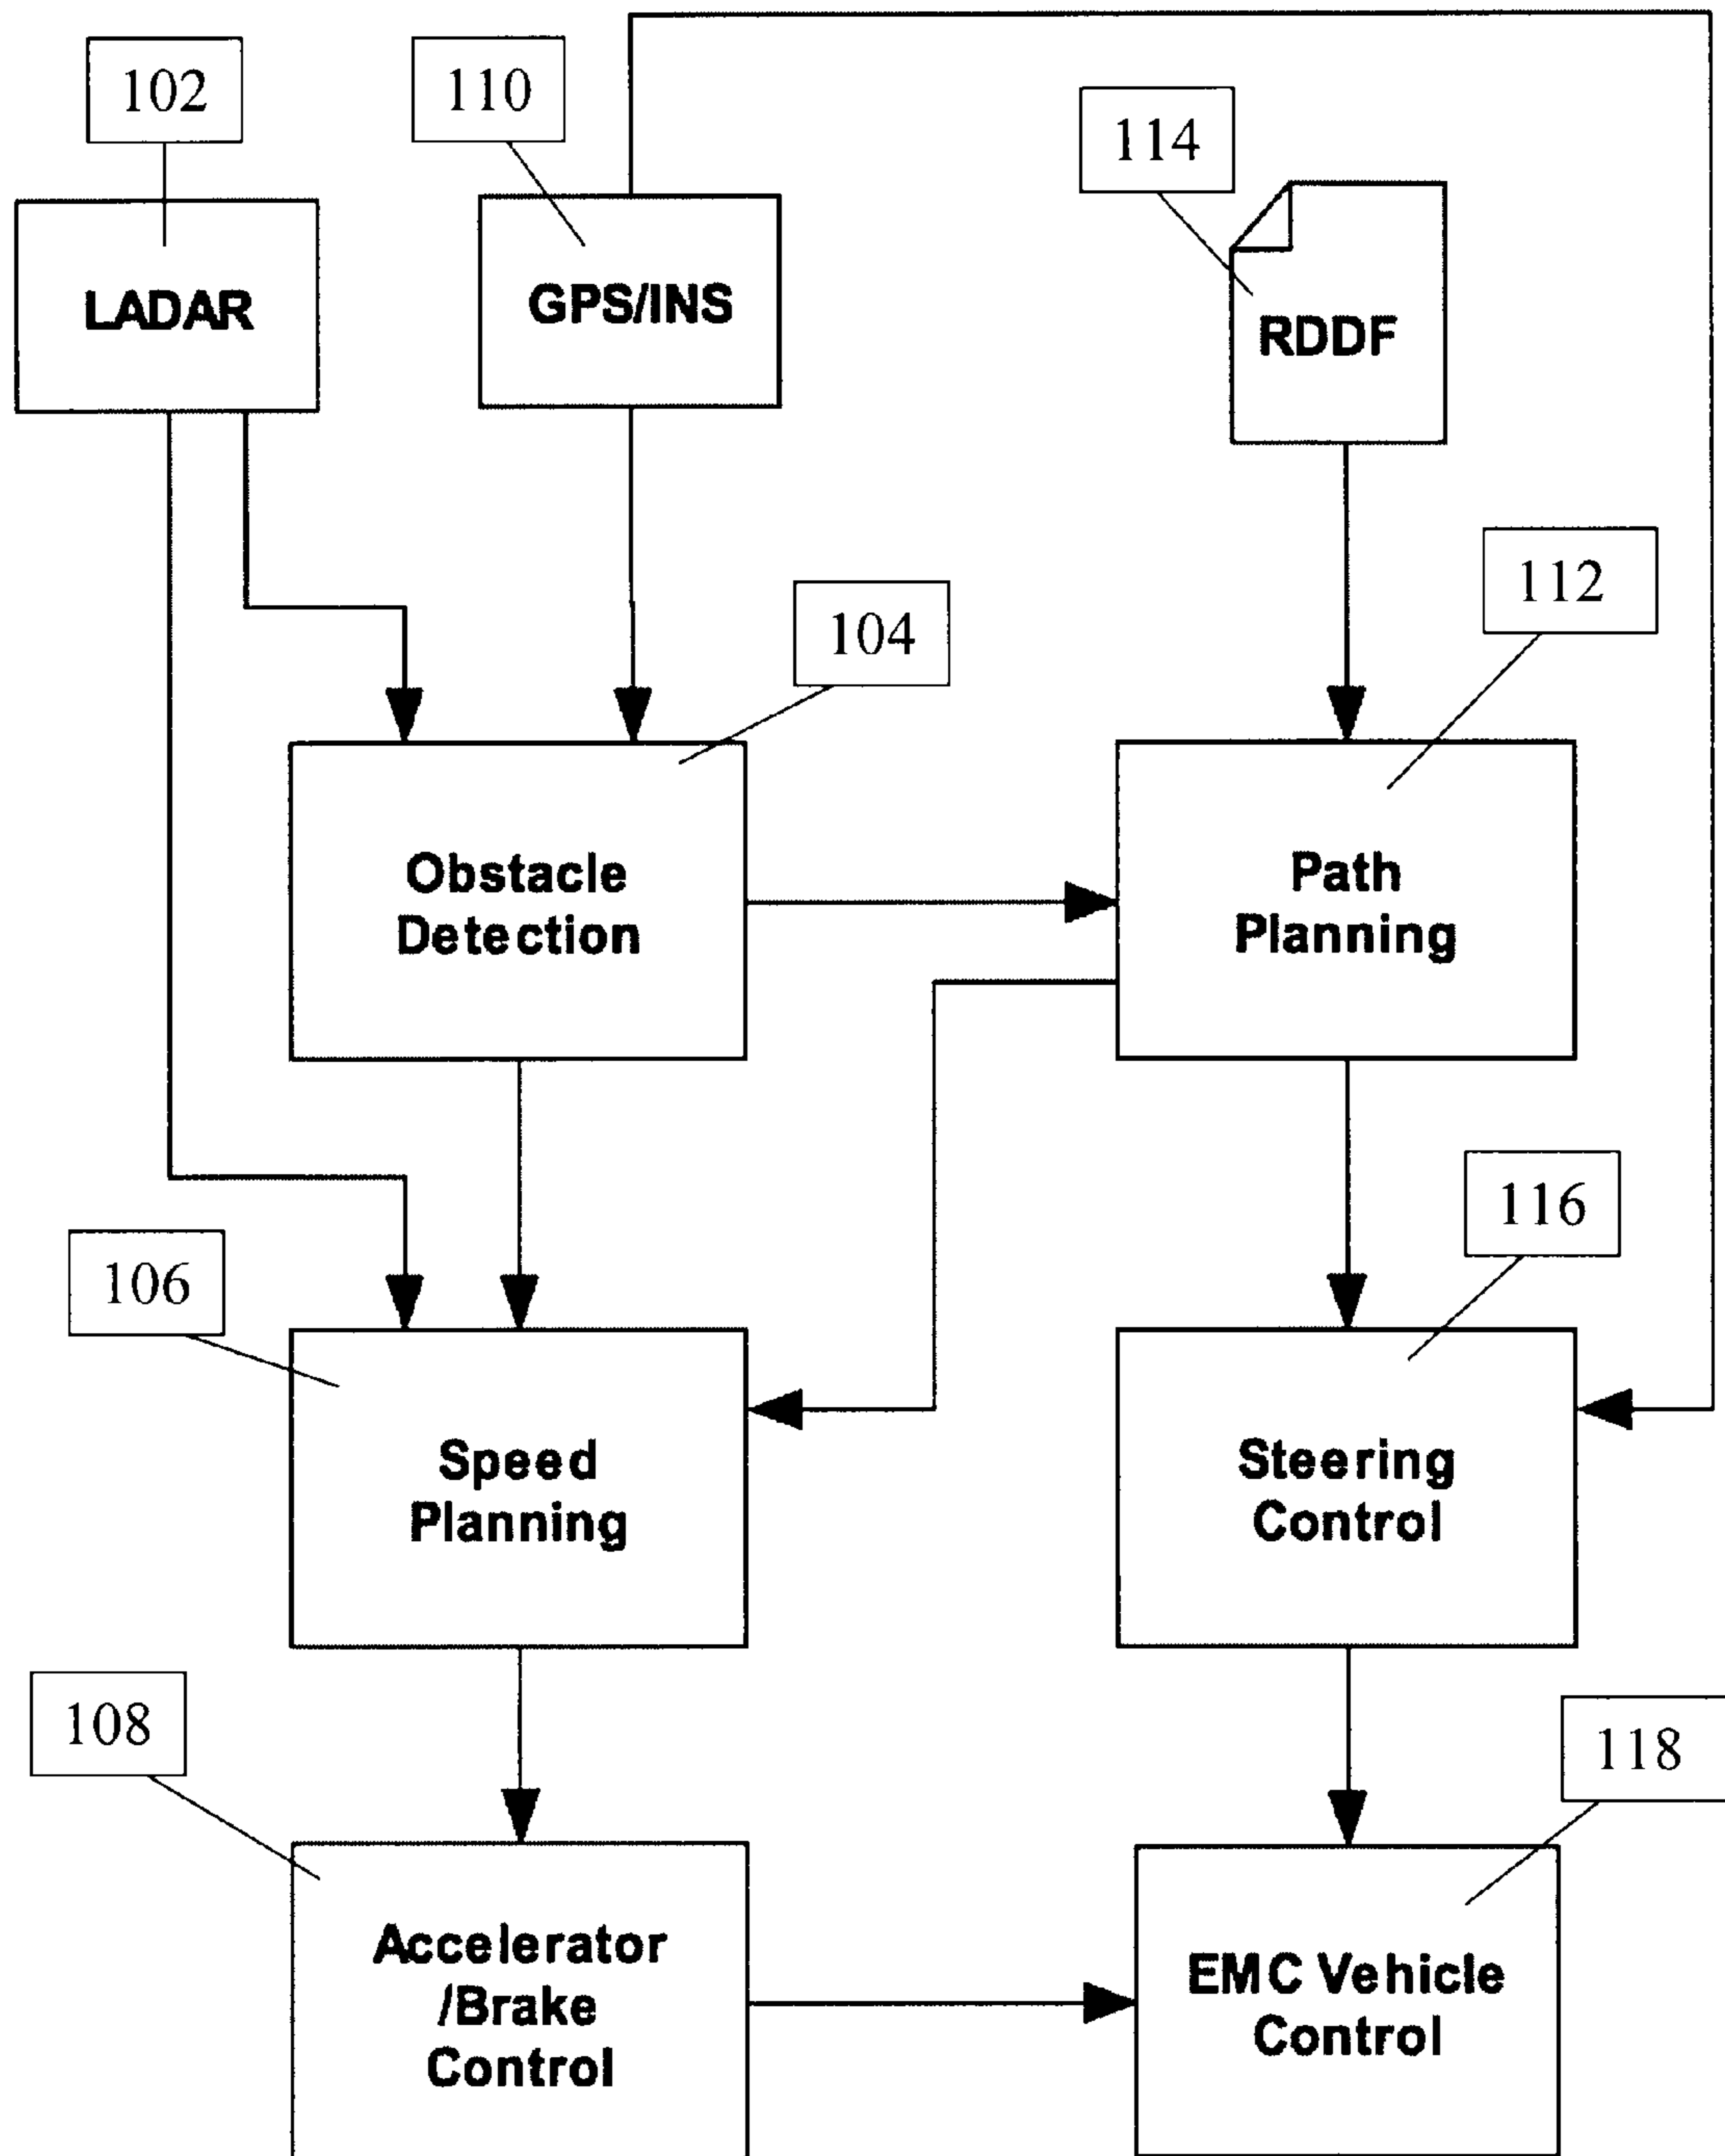 102
110
114
LADAR
GPS/INS
RDDF
112
104
Obstacle
Detection
Path
Planning
116
106
Speed
Planning
Steering
Control
108
118
Accelerator
/Brake
Control
EMC Vehicle
Control